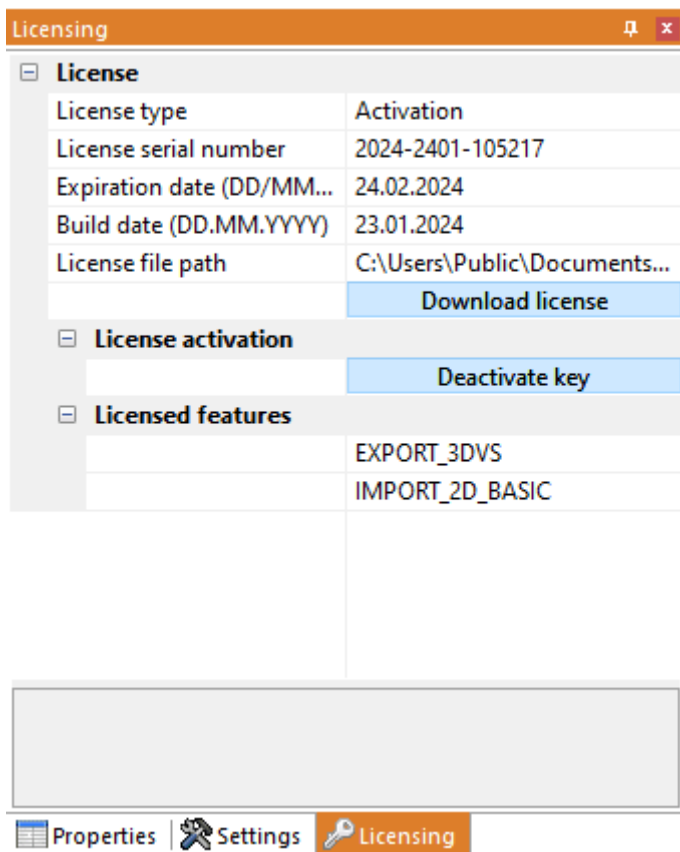 Licensing
License
License type Activation
License serial number 2024-2401-105217
Expiration date (DD/MM... 24.02.2024
Build date (DD.MM.YYYY) 23.01.2024
License file path C:\Users\Public\Documents...
Download license
License activation
Deactivate key
Licensed features
EXPORT_3DVS
IMPORT_2D_BASIC
Properties Settings Licensing